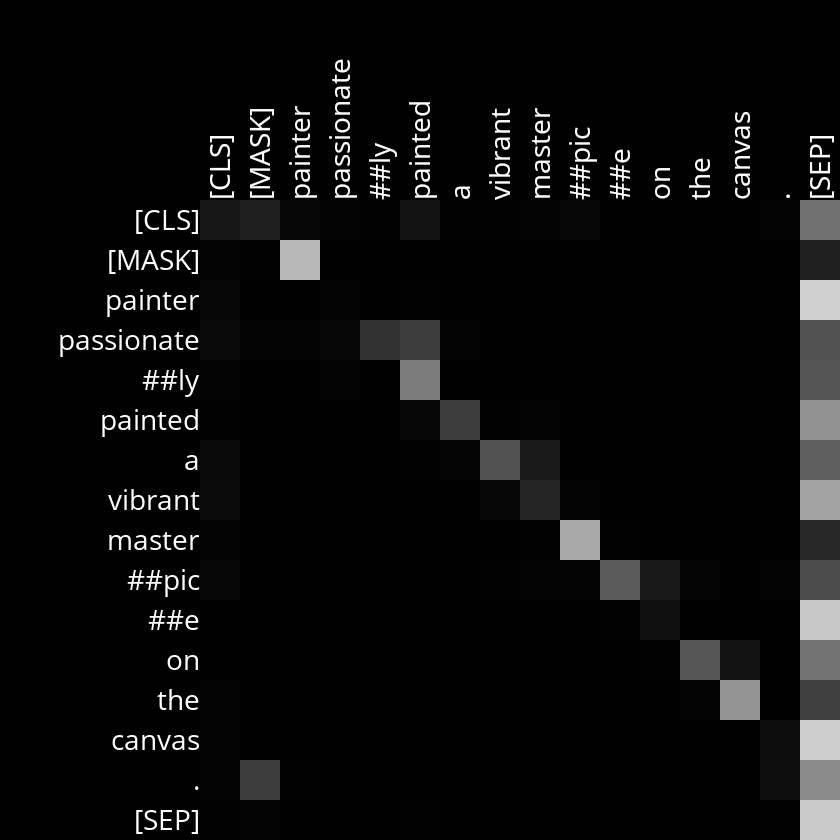 [CLS] [MASK] painter passionate ##ly painted a vibrant master ##pic ##e on the canvas . [SEP]
[CLS]
[MASK]
painter
passionate
##ly
painted
a
vibrant
master
##pic
##e
on
the
canvas
.
[SEP]